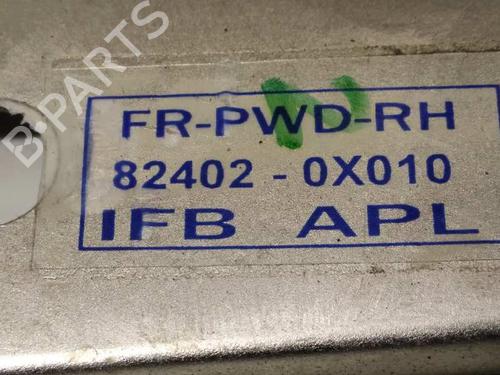 B-PARTS
FR-PWD-RH
82402 - 0X010
IFB APL